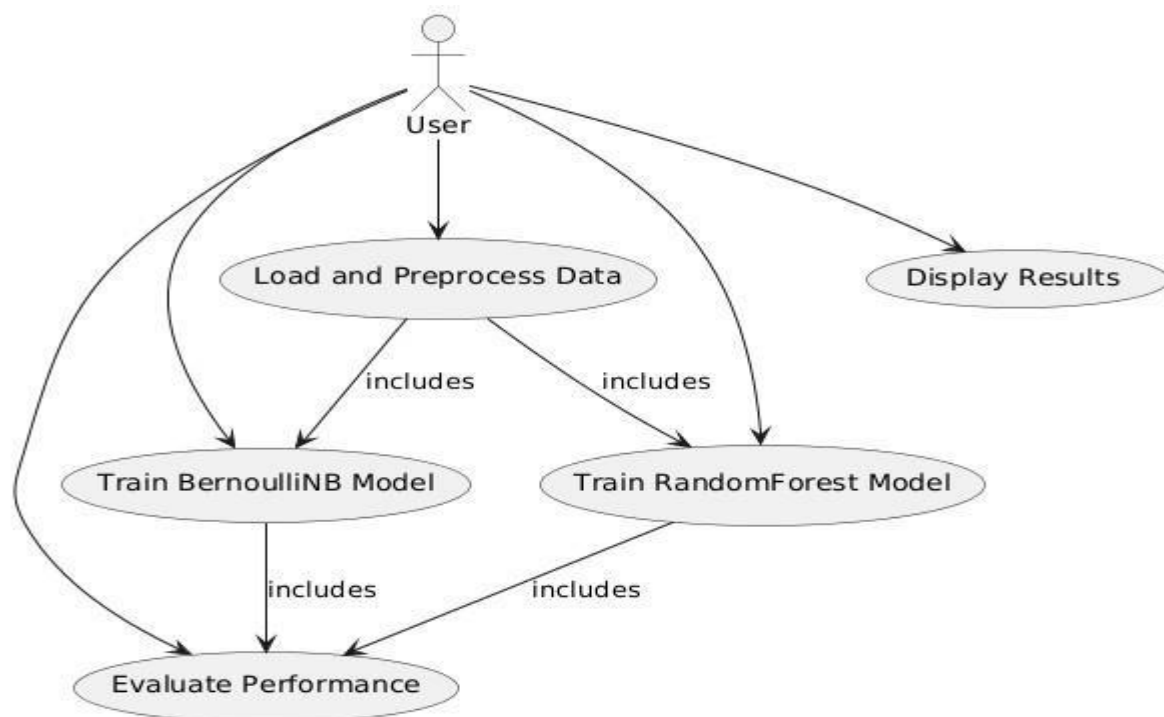 User
Load and Preprocess Data
Display Results
includes
includes
Train BernoulliNB Model
Train RandomForest Model
includes
includes
Evaluate Performance